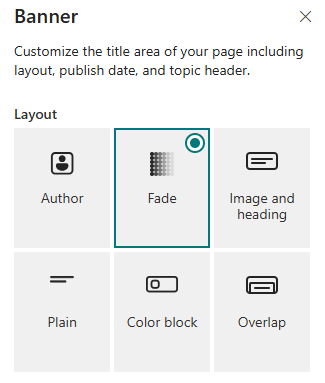 Banner
Customize the title area of your page including
layout, publish date, and topic header.
Layout
Author
Fade
Image and
heading
Plain
Color block
Overlap